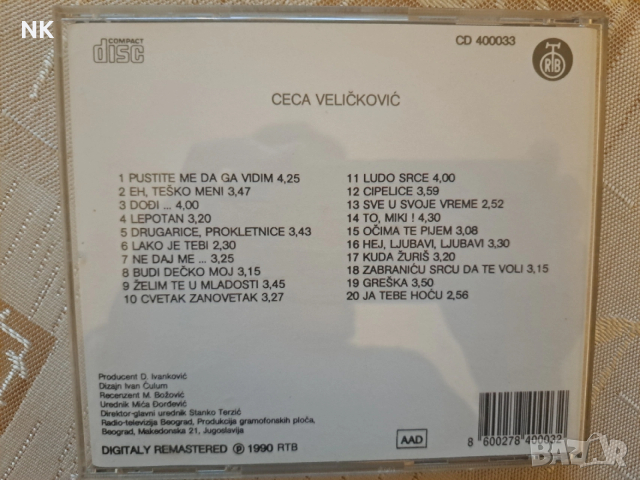 NK
COMPACT
disc
CD 400033
RTB
CECA VELIČKOVIĆ
1 PUSTITE ME DA GA VIDIM 4,25
2 EH, TEŠKO MENI 3,47
3 DOĐI ... 4,00
4 LEPOTAN 3,20
5 DRUGARICE, PROKLETNICE 3,43
6 LAKO JE TEBI 2,30
7 NE DAJ ME ... 3,25
8 BUDI DEČKO MOJ 3,15
9 ŽELIM TE U MLADOSTI 3,45
10 CVETAK ZANOVETAK 3,27
11 LUDO SRCE 4,00
12 CIPELICE 3,59
13 SVE U SVOJE VREME 2,52
14 TO, MIKI ! 4,30
15 OČIMA TE PIJEM 3,08
16 HEJ, LJUBAVI, LJUBAVI 3,30
17 KUDA ŽURIŠ 3,20
18 ZABRANIĆU SRCU DA TE VOLI 3,15
19 GREŠKA 3,50
20 JA TEBE HOĆU 2,56
Producent D. Ivanković
Dizajn Ivan Ćulum
Recenzent M. Božović
Urednik Mića Đorđević
Direktor-glavni urednik Stanko Terzić
Radio-televizija Beograd, Produkcija gramofonskih ploča,
Beograd, Makedonska 21, Jugoslavija
DIGITALY REMASTERED Ⓟ 1990 RTB
AAD
8 600278 400032
BAZAR